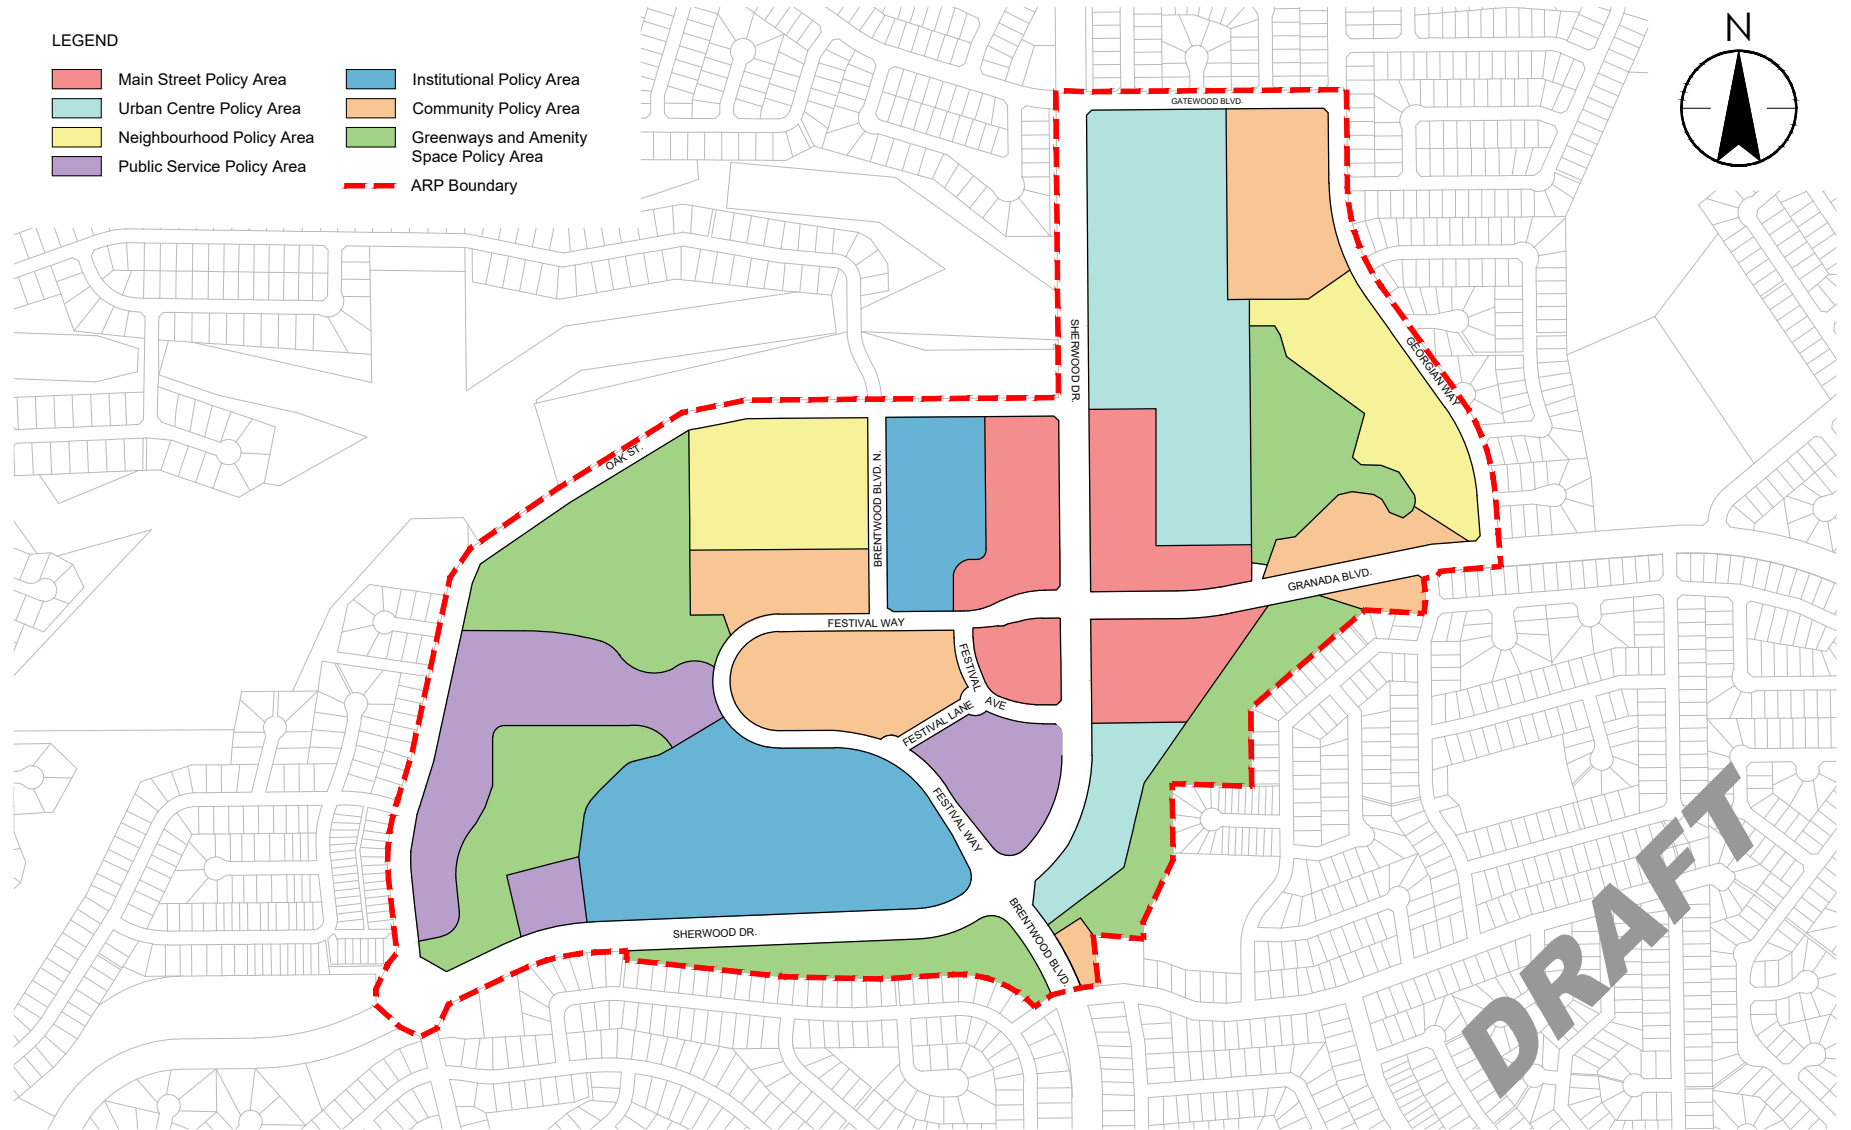 LEGEND
Main Street Policy Area
Urban Centre Policy Area
Neighbourhood Policy Area
Public Service Policy Area
Institutional Policy Area
Community Policy Area
Greenways and Amenity
Space Policy Area
ARP Boundary
N
GATEWOOD BLVD.
SHERWOOD DR.
GEORGIAN WAY
OAK ST.
BRENTWOOD BLVD. N.
GRANADA BLVD.
FESTIVAL WAY
FESTIVAL
AVE
FESTIVAL LANE
FESTIVAL WAY
BRENTWOOD BLVD.
SHERWOOD DR.
DRAFT